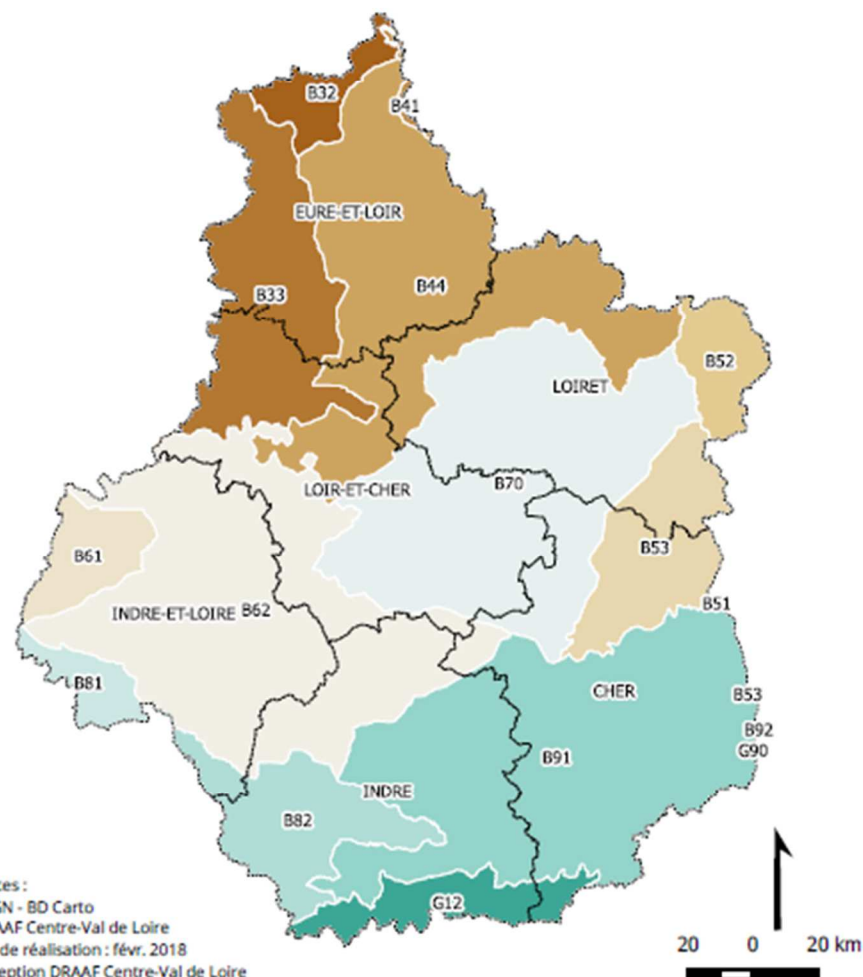 B32
B41
EURE-ET-LOIR
B44
B33
B52
LOIRET
B70
LOIR-ET-CHER
B53
B61
B51
INDRE-ET-LOIRE B62
B81
CHER
B53
B92
G90
B91
INDRE
B82
G12
:
BD Carto
Centre-Val de Loire
de réalisation : févr. 2018
DRAAF Centre-Val de Loire
20 0 20 km